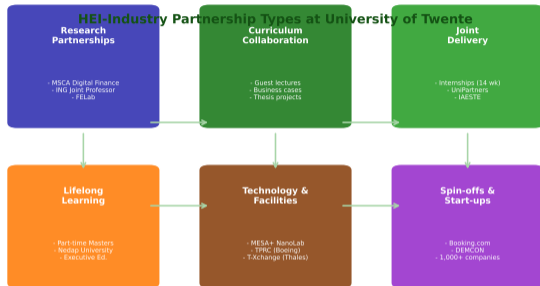 HEI-Industry Partnership Types at University of Twente
Research
Partnerships
- MSCA Digital Finance
- ING Joint Professor
- FELab
Curriculum
Collaboration
- Guest lectures
- Business cases
- Thesis projects
Joint
Delivery
- Internships (14 wk)
- UniPartners
- IAESTE
Lifelong
Learning
- Part-time Masters
- Nedap University
- Executive Ed.
Technology &
Facilities
- MESA+ NanoLab
- TPRC (Boeing)
- T-Xchange (Thales)
Spin-offs &
Start-ups
- Booking.com
- DEMCON
- 1,000+ companies